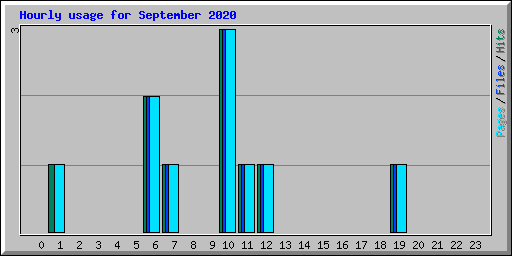 Hourly usage for September 2020
3
Pages/Files/Hits
0 1 2 3 4 5 6 7 8 9 10 11 12 13 14 15 16 17 18 19 20 21 22 23